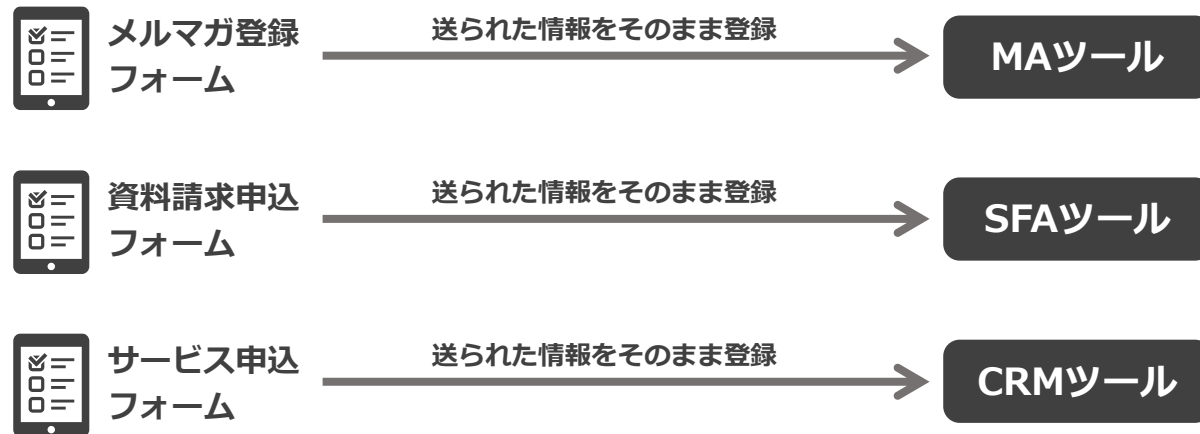 メルマガ登録
フォーム
送られた情報をそのまま登録
MAツール
資料請求申込
フォーム
送られた情報をそのまま登録
SFAツール
サービス申込
フォーム
送られた情報をそのまま登録
CRMツール